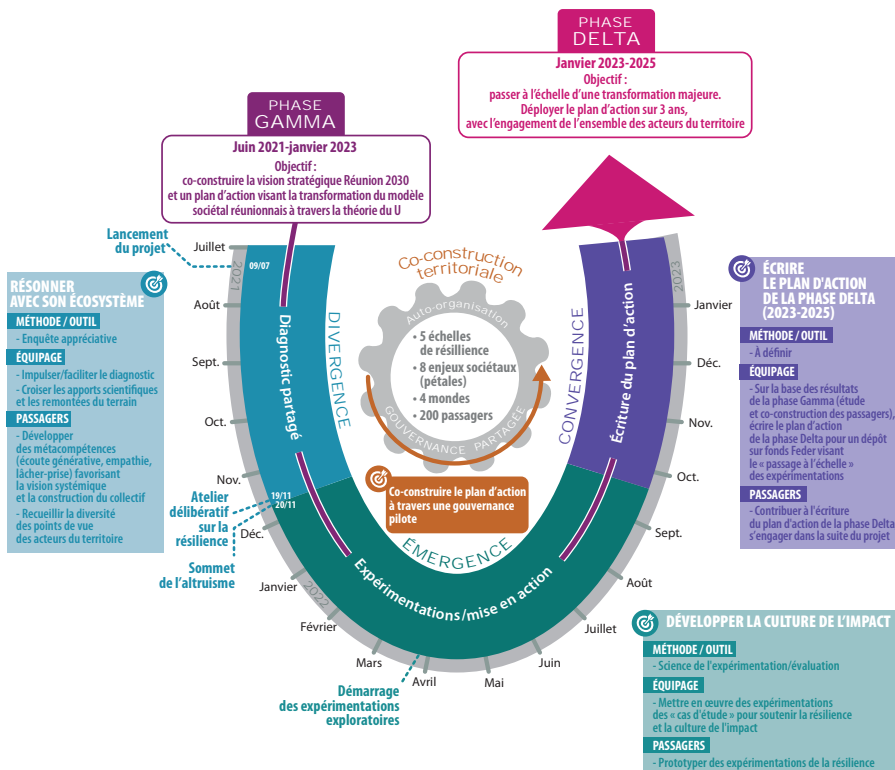 PHASE
DELTA
Janvier 2023-2025
Objectif :
passer à l'échelle d'une transformation majeure.
Déployer le plan d'action sur 3 ans,
avec l'engagement de l'ensemble des acteurs du territoire
PHASE
GAMMA
Juin 2021-janvier 2023
Objectif :
co-construire la vision stratégique Réunion 2030
et un plan d'action visant la transformation du modèle
sociétal réunionnais à travers la théorie du U
Lancement
du projet
09/07
Juillet
2021
Août
Sept.
Oct.
Nov.
Déc.
Janvier
2022
Février
Mars
Avril
Mai
Juin
Juillet
Août
Sept.
Oct.
Nov.
Déc.
Janvier
2023
RÉSONNER
AVEC SON ÉCOSYSTÈME
MÉTHODE / OUTIL
- Enquête appréciative
ÉQUIPAGE
- Impulser/faciliter le diagnostic
- Croiser les apports scientifiques
et les remontées du terrain
PASSAGERS
- Développer
des métacompétences
(écoute générative, empathie,
lâcher-prise) favorisant
la vision systémique
et la construction du collectif
- Recueillir la diversité
des points de vue
des acteurs du territoire
Diagnostic partagé
DIVERGENCE
19/11
20/11
Atelier
délibératif
sur la
résilience
Sommet
de l'altruisme
Co-construction
territoriale
Auto-organisation
• 5 échelles
de résillience
• 8 enjeux sociétaux
(pétales)
• 4 mondes
• 200 passagers
GOUVERNANCE PARTAGÉE
Co-construire le plan d'action
à travers une gouvernance
pilote
ÉMERGENCE
Expérimentations/mise en action
Démarrage
des expérimentations
exploratoires
CONVERGENCE
Écriture du plan d'action
ÉCRIRE
LE PLAN D'ACTION
DE LA PHASE DELTA
(2023-2025)
MÉTHODE / OUTIL
- À définir
ÉQUIPAGE
- Sur la base des résultats
de la phase Gamma (étude
et co-construction des passagers),
écrire le plan d'action
de la phase Delta pour un dépôt
sur fonds Feder visant
le « passage à l'échelle »
des expérimentations
PASSAGERS
- Contribuer à l'écriture
du plan d'action de la phase Delta
s'engager dans la suite du projet
DÉVELOPPER LA CULTURE DE L'IMPACT
MÉTHODE / OUTIL
- Science de l'expérimentation/évaluation
ÉQUIPAGE
- Mettre en œuvre des expérimentations
des « cas d'étude » pour soutenir la résilience
et la culture de l'impact
PASSAGERS
- Prototyper des expérimentations de la résilience